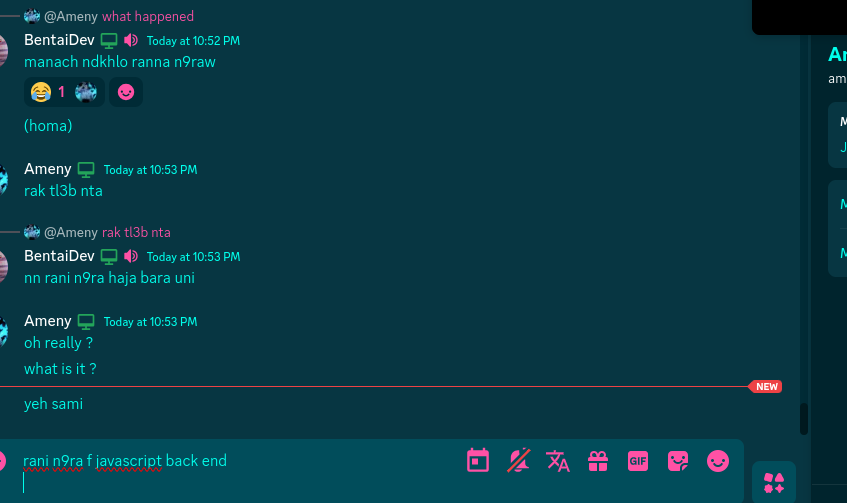 @Ameny what happened
BentaiDev Today at 10:52 PM
manach ndkhlo ranna n9raw
1
(homa)
Ameny Today at 10:53 PM
rak tl3b nta
@Ameny rak tl3b nta
BentaiDev Today at 10:53 PM
nn rani n9ra haja bara uni
Ameny Today at 10:53 PM
oh really ?
what is it ?
NEW
yeh sami
rani n9ra f javascript back end
GIF